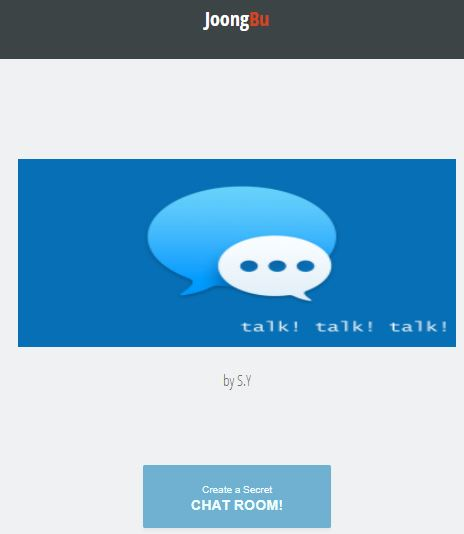 JoongBu
talk! talk! talk!
by S.Y
Create a Secret
CHAT ROOM!